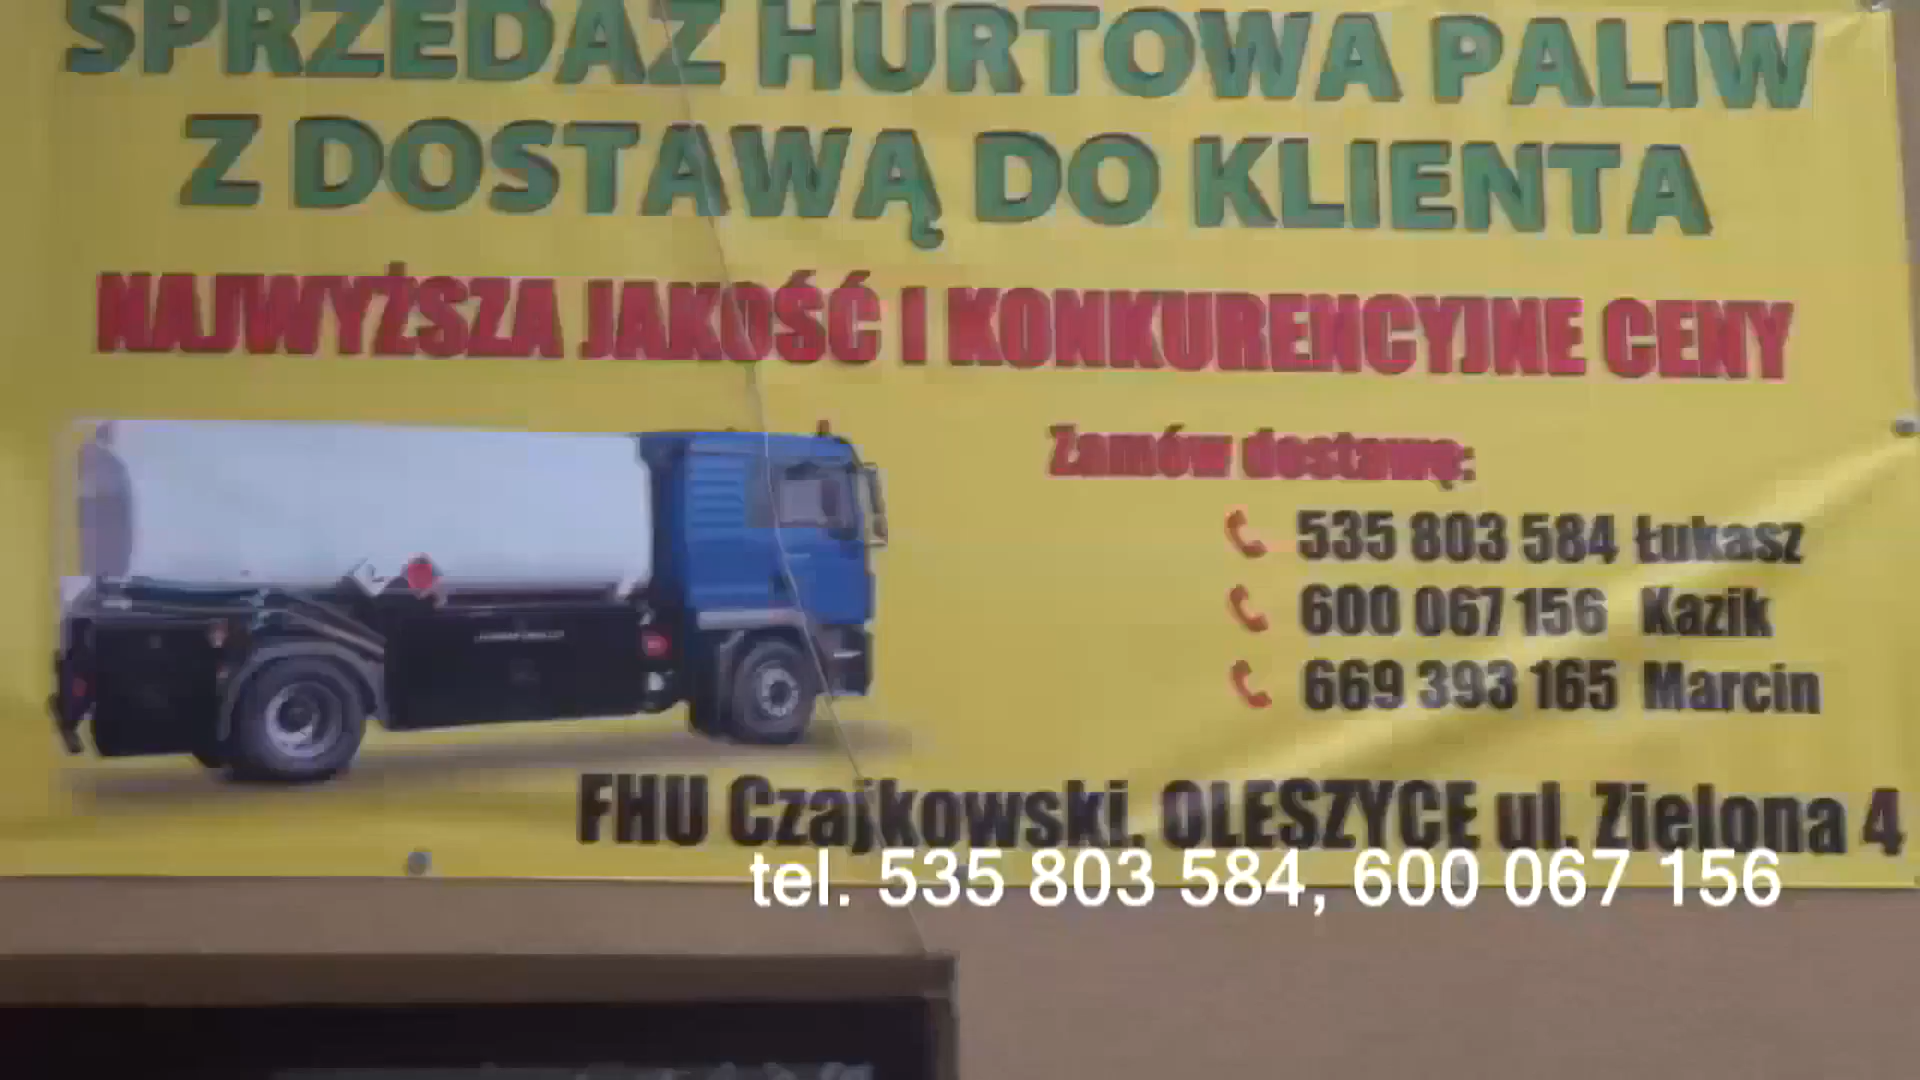 SPRZEDAŻ HURTOWA PALIW
Z DOSTAWĄ DO KLIENTA
NAJWYŻSZA JAKOŚĆ I KONKURENCYJNE CENY
Zamów dostawę:
535 803 584 Łukasz
600 067 156 Kazik
669 393 165 Marcin
FHU Czajkowski. OLESZYCE ul. Zielona 4
tel. 535 803 584, 600 067 156